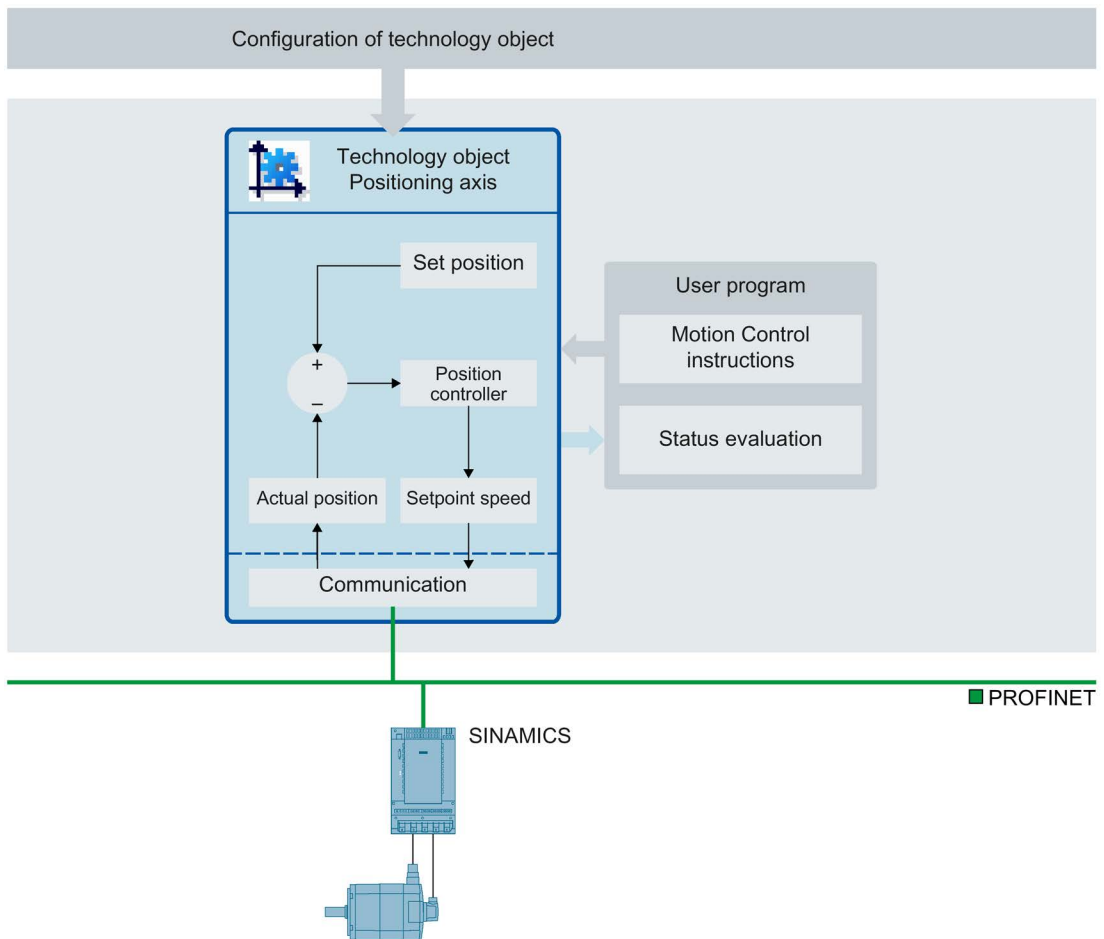 Configuration of technology object
Technology object
Positioning axis
Set position
User program
Motion Control
instructions
+
Position
controller
–
Status evaluation
Actual position
Setpoint speed
Communication
PROFINET
SINAMICS